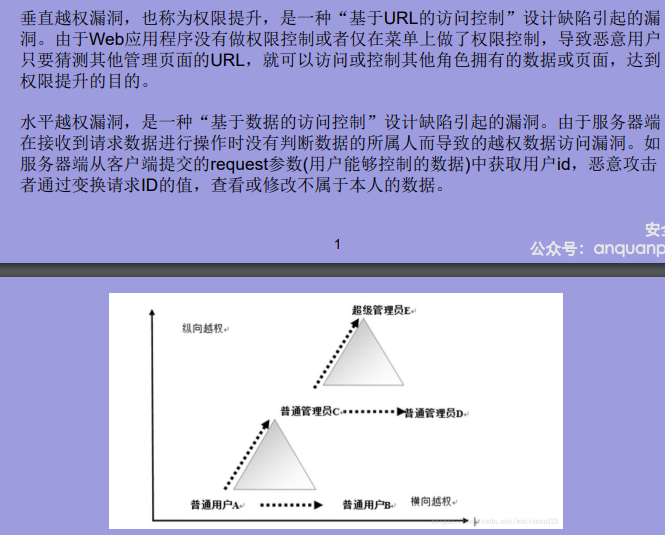 垂直越权漏洞，也称为权限提升，是一种“基于URL的访问控制”设计缺陷引起的漏
洞。由于Web应用程序没有做权限控制或者仅在菜单上做了权限控制，导致恶意用户
只要猜测其他管理页面的URL，就可以访问或控制其他角色拥有的数据或页面，达到
权限提升的目的。
水平越权漏洞，是一种“基于数据的访问控制”设计缺陷引起的漏洞。由于服务器端
在接收到请求数据进行操作时没有判断数据的所属人而导致的越权数据访问漏洞。如
服务器端从客户端提交的request参数(用户能够控制的数据)中获取用户id，恶意攻击
者通过变换请求ID的值，查看或修改不属于本人的数据。
安全
1
公众号：anquanp
超级管理员E
纵向越权
普通管理员C
普通管理员D
普通用户A
普通用户B
横向越权